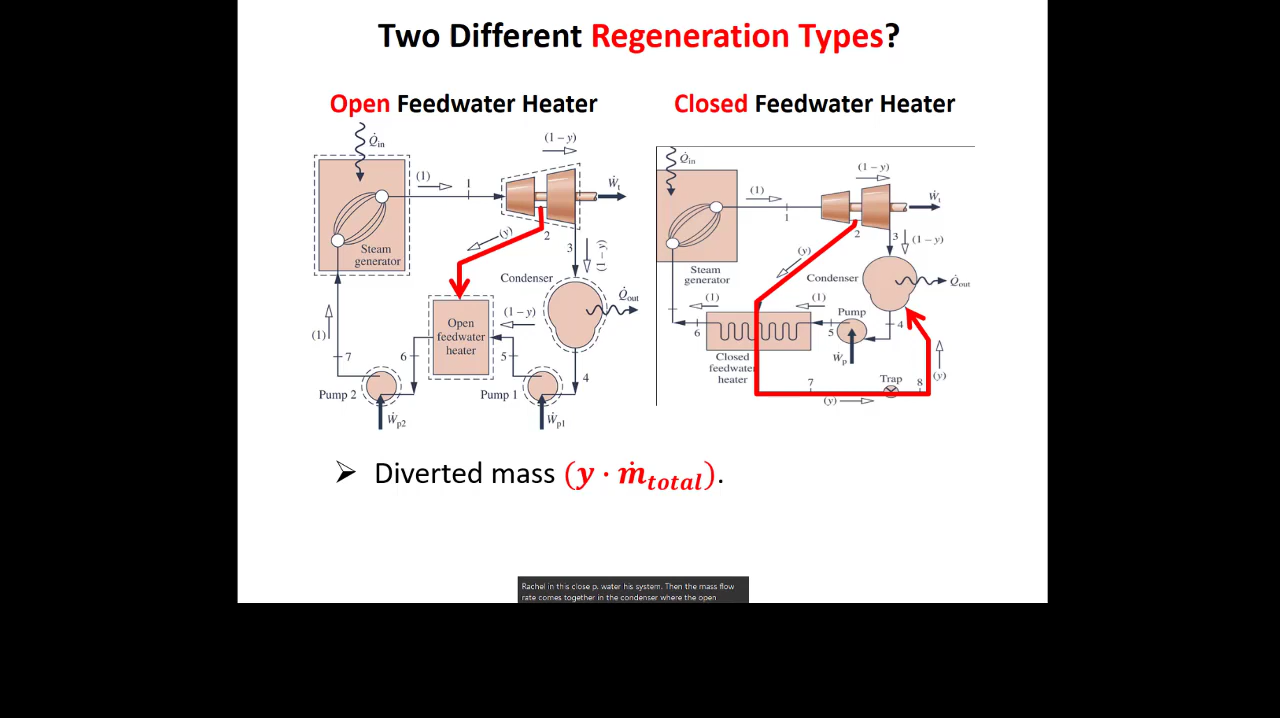 Two Different Regeneration Types?
Open Feedwater Heater
Q̇in
(1)
1
(1 – y)
Ẇt
(y)
2
3
(1 – y)
Steam
generator
Condenser
Q̇out
(1 – y)
Open
feedwater
heater
(1)
7
6
5
4
Pump 2
Pump 1
Ẇp2
Ẇp1
Closed Feedwater Heater
Q̇in
(1)
1
(1 – y)
Ẇt
2
3
(1 – y)
(y)
Steam
generator
Condenser
Q̇out
(1)
(1)
Pump
4
6
5
Ẇp
Closed
feedwater
heater
7
Trap
8
(y)
(y)
➢ Diverted mass (y · ṁtotal).
Rachel in this close p. water his system. Then the mass flow
rate comes together in the condenser where the open